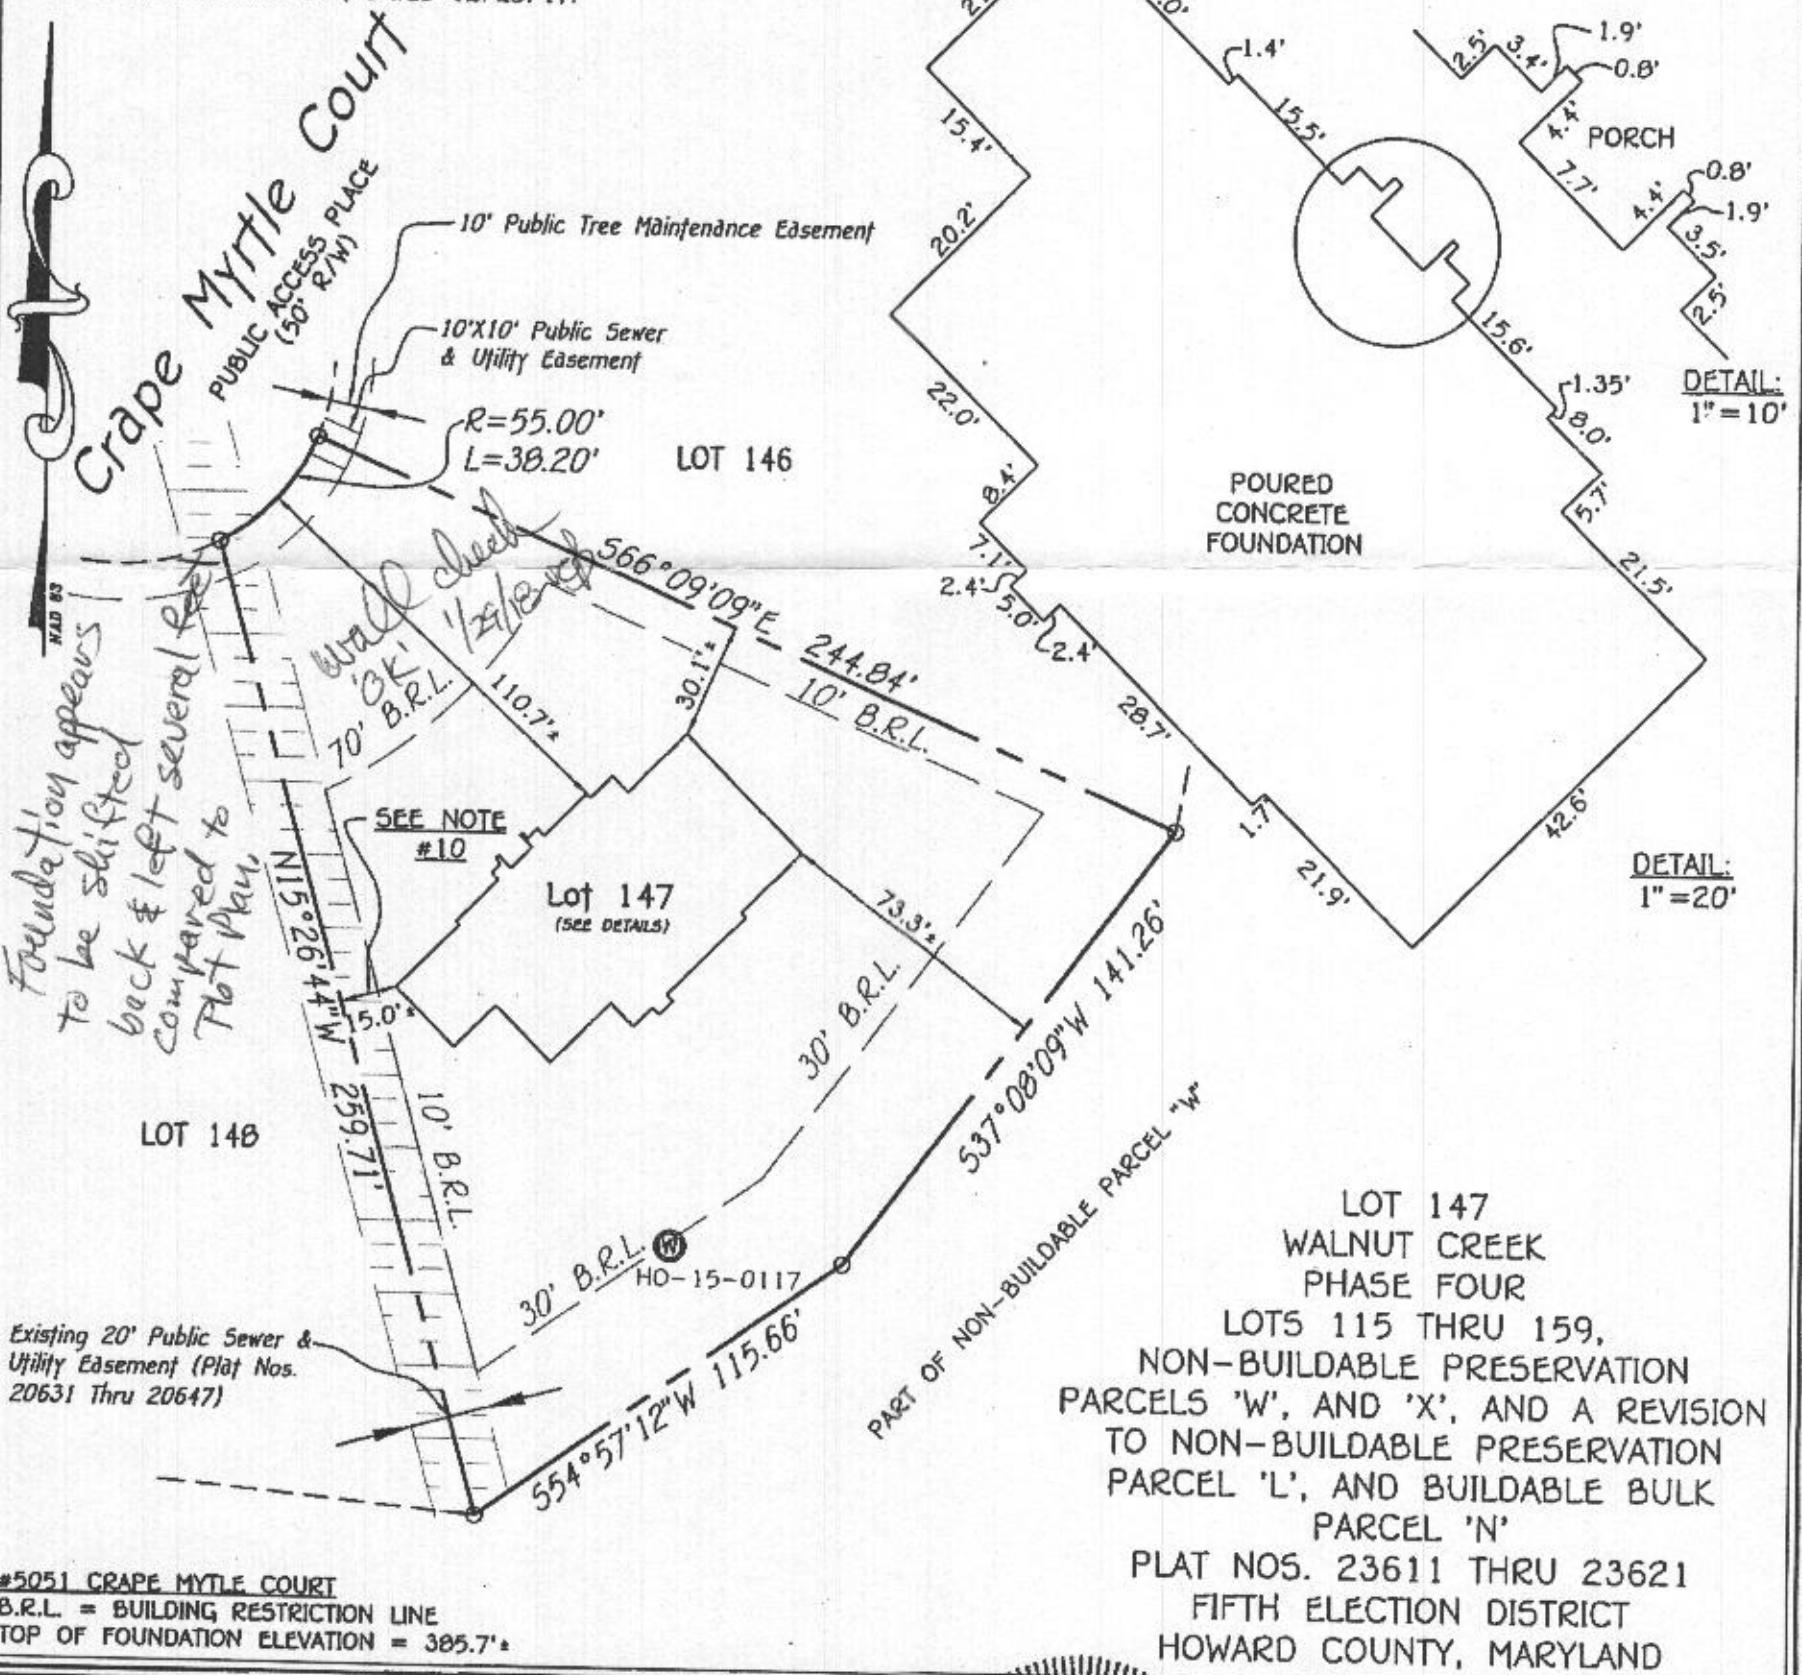 Crape Myrtle Court
PUBLIC ACCESS PLACE
(50' R/W)
10' Public Tree Maintenance Easement
10'X10' Public Sewer
& Utility Easement
R=55.00'
L=38.20'
LOT 146
NAD 83
wall check
'OK' 1/29/18
Foundation appears
to be shifted
back & left several feet
compared to
Plot Plan.
S66°09'09"E 244.84'
10' B.R.L.
70' B.R.L.
110.7'±
30.1'±
SEE NOTE
#10
Lot 147
(SEE DETAILS)
73.3'±
N15°26'44"W 259.71'
15.0'±
10' B.R.L.
30' B.R.L.
S37°08'09"W 141.26'
LOT 148
30' B.R.L.
W
HO-15-0117
S54°57'12"W 115.66'
PART OF NON-BUILDABLE PARCEL "W"
Existing 20' Public Sewer &
Utility Easement (Plat Nos.
20631 Thru 20647)
#5051 CRAPE MYTLE COURT
B.R.L. = BUILDING RESTRICTION LINE
TOP OF FOUNDATION ELEVATION = 385.7'±
1.4'
15.5'
15.4'
20.2'
22.0'
8.4'
7.1'
2.4'
5.0'
2.4'
28.7'
1.7'
21.9'
42.6'
21.5'
5.7'
8.0'
1.35'
15.6'
POURED
CONCRETE
FOUNDATION
2.5'
3.4'
1.9'
0.8'
4.4'
PORCH
7.7'
4.4'
0.8'
1.9'
3.5'
2.5'
DETAIL:
1"=10'
DETAIL:
1"=20'
LOT 147
WALNUT CREEK
PHASE FOUR
LOTS 115 THRU 159,
NON-BUILDABLE PRESERVATION
PARCELS 'W', AND 'X', AND A REVISION
TO NON-BUILDABLE PRESERVATION
PARCEL 'L', AND BUILDABLE BULK
PARCEL 'N'
PLAT NOS. 23611 THRU 23621
FIFTH ELECTION DISTRICT
HOWARD COUNTY, MARYLAND